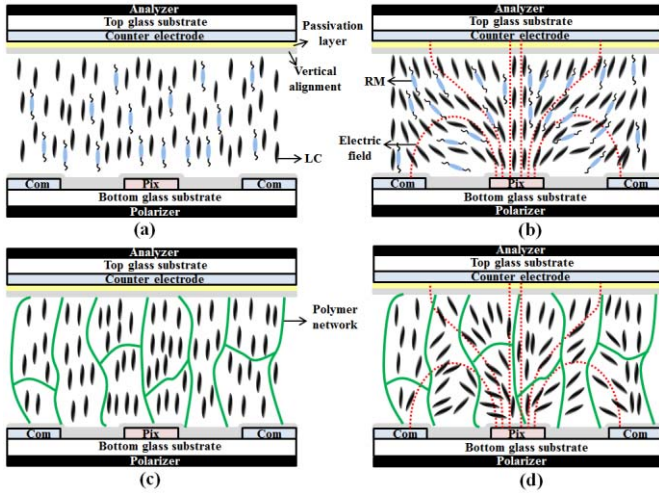 Analyzer
Top glass substrate
Counter electrode
Passivation
layer
Vertical
alignment
LC
Com
Pix
Com
Bottom glass substrate
Polarizer
(a)
Analyzer
Top glass substrate
Counter electrode
RM
Electric
field
Com
Pix
Com
Bottom glass substrate
Polarizer
(b)
Analyzer
Top glass substrate
Counter electrode
Polymer
network
Com
Pix
Com
Bottom glass substrate
Polarizer
(c)
Analyzer
Top glass substrate
Counter electrode
Com
Pix
Com
Bottom glass substrate
Polarizer
(d)